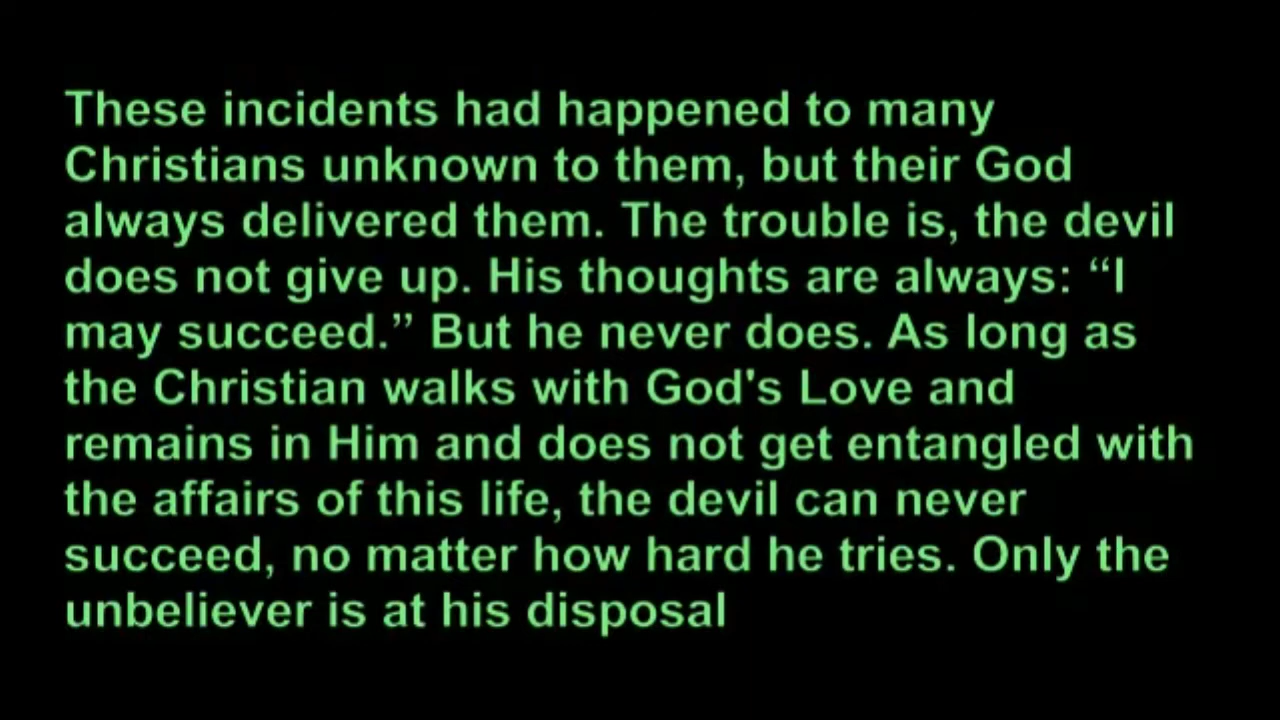 These incidents had happened to many
Christians unknown to them, but their God
always delivered them. The trouble is, the devil
does not give up. His thoughts are always: “I
may succeed.” But he never does. As long as
the Christian walks with God's Love and
remains in Him and does not get entangled with
the affairs of this life, the devil can never
succeed, no matter how hard he tries. Only the
unbeliever is at his disposal